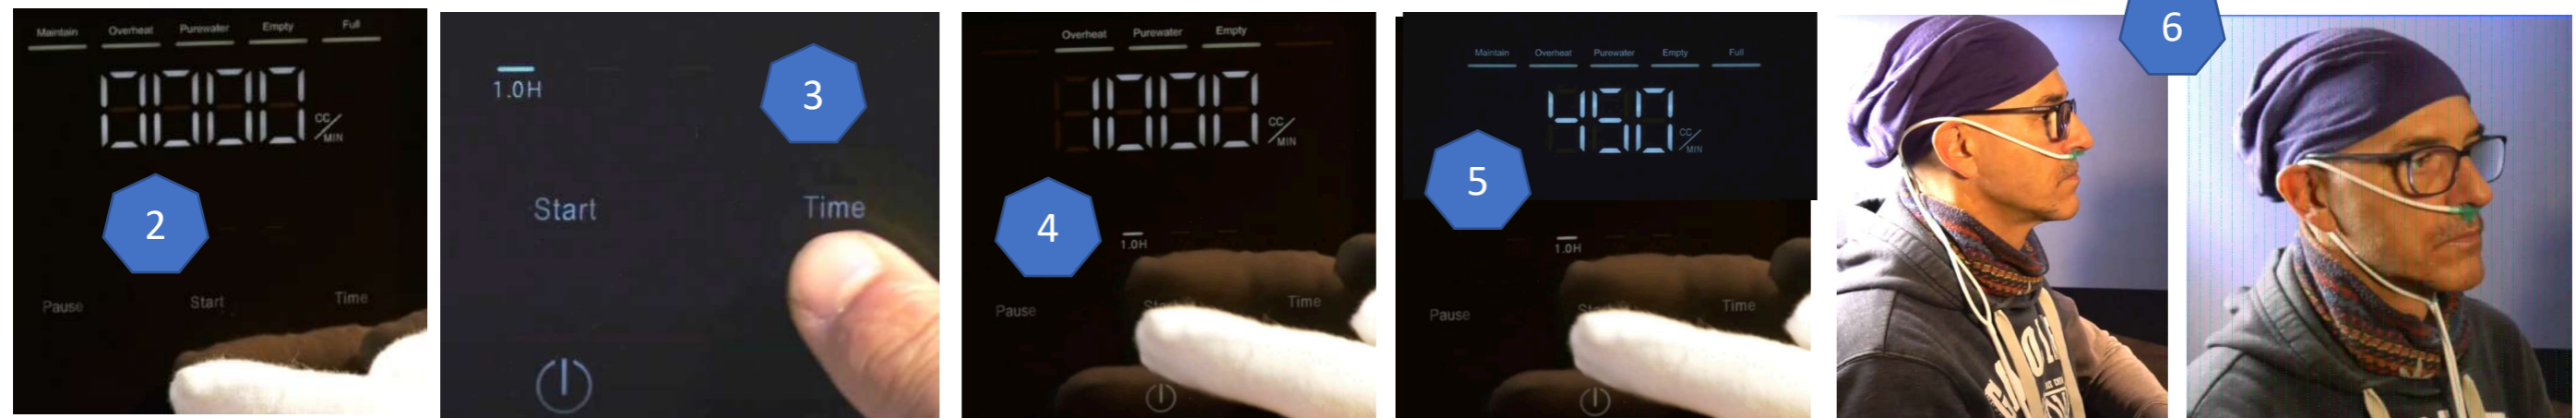 Maintain Overheat Purewater Empty Full
0000 CC/MIN
2
Pause Start Time
1.0H
3
Start Time
Overheat Purewater Empty
1000 CC/MIN
4
1.0H
Pause Start Time
Maintain Overheat Purewater Empty Full
450 CC/MIN
5
1.0H
Pause Start Time
6